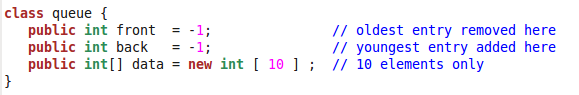 class queue {
public int front  = -1;               // oldest entry removed here
public int back   = -1;               // youngest entry added here
public int[] data = new int [ 10 ] ;  // 10 elements only
}